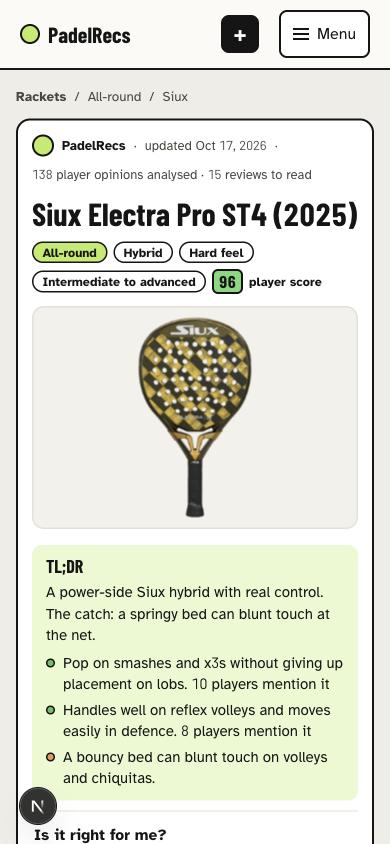 PadelRecs
+
Menu
Rackets / All-round / Siux
PadelRecs · updated Oct 17, 2026 ·
138 player opinions analysed · 15 reviews to read
Siux Electra Pro ST4 (2025)
All-round Hybrid Hard feel
Intermediate to advanced 96 player score
SIUX
TL;DR
A power-side Siux hybrid with real control.
The catch: a springy bed can blunt touch at
the net.
Pop on smashes and x3s without giving up
placement on lobs. 10 players mention it
Handles well on reflex volleys and moves
easily in defence. 8 players mention it
A bouncy bed can blunt touch on volleys
and chiquitas.
N
Is it right for me?